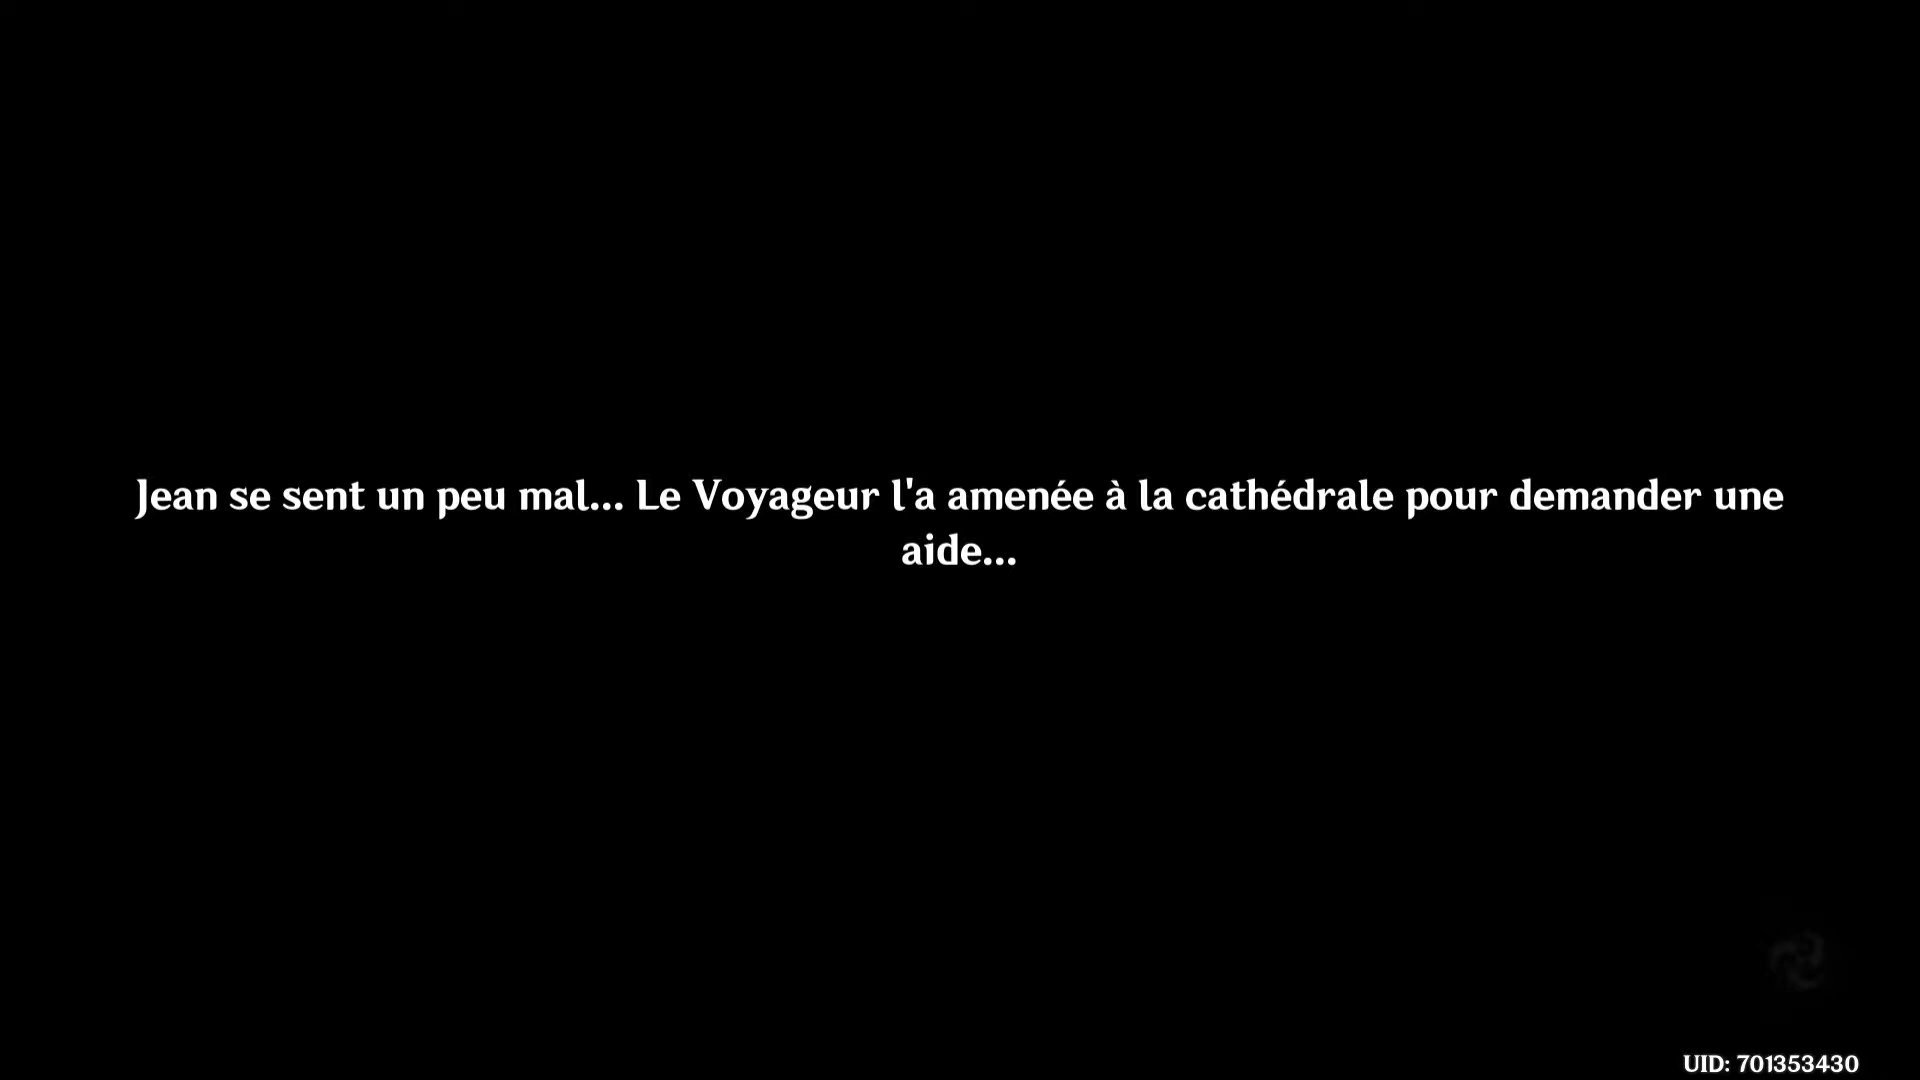 Jean se sent un peu mal... Le Voyageur l'a amenée à la cathédrale pour demander une
aide...
UID: 701353430